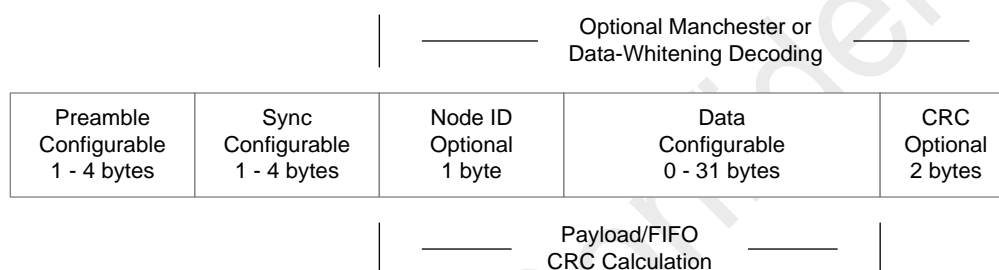 Optional Manchester or
Data-Whitening Decoding
Preamble
Configurable
1 - 4 bytes
Sync
Configurable
1 - 4 bytes
Node ID
Optional
1 byte
Data
Configurable
0 - 31 bytes
CRC
Optional
2 bytes
Payload/FIFO
CRC Calculation